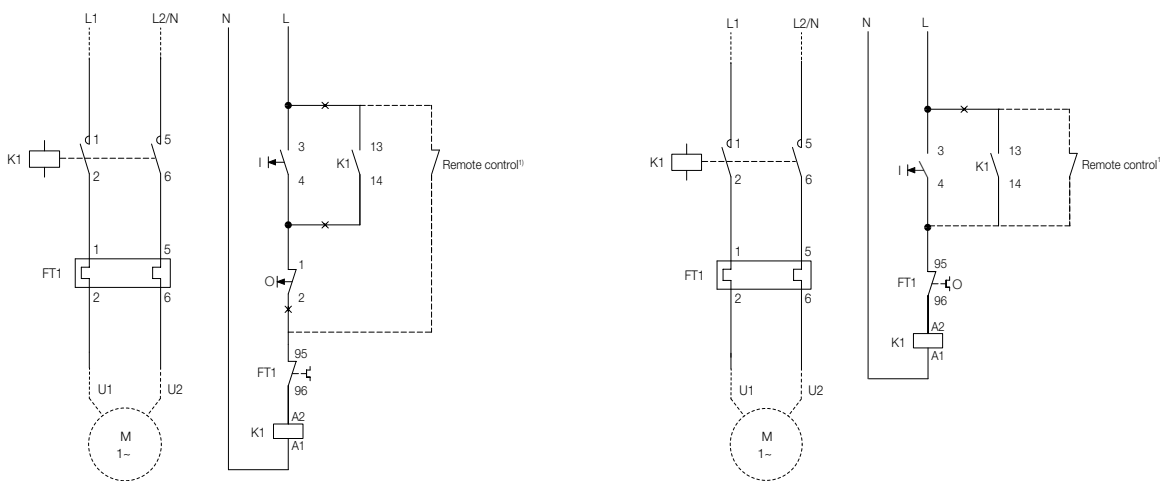 L1 L2/N N L
K1 1 5
2 6
I 3 K1 13 Remote control¹⁾
4 14
1 5
FT1
2 6
O 1
2
95
FT1
96
U1 U2
A2
K1
A1
M
1~
L1 L2/N N L
K1 1 5
2 6
I 3 K1 13 Remote control¹
4 14
1 5
FT1
2 6
95
FT1 O
96
A2
K1
A1
U1 U2
M
1~